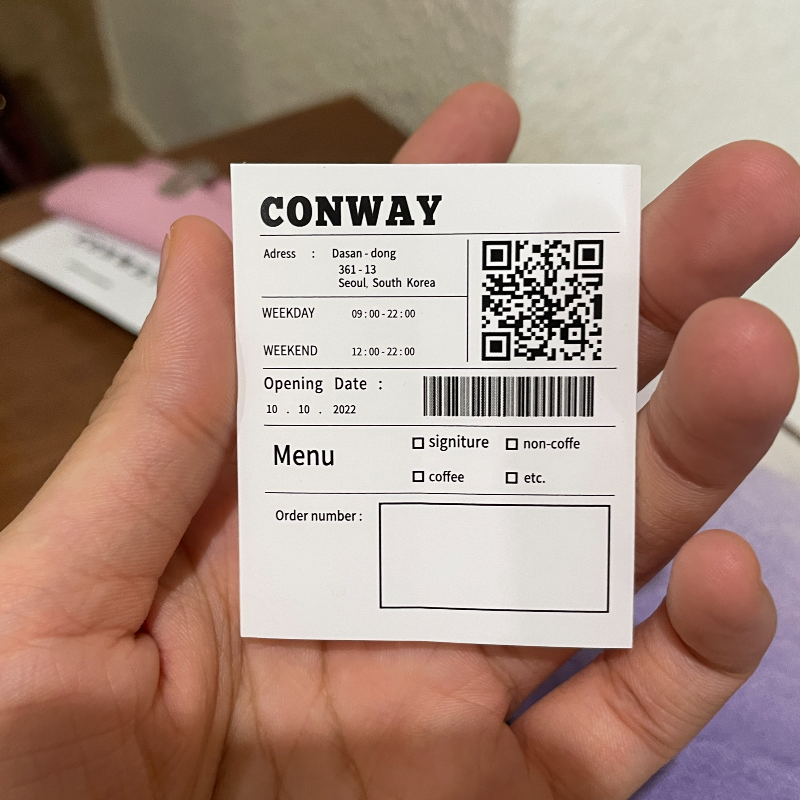 CONWAY
Adress : Dasan-dong
361-13
Seoul, South Korea
WEEKDAY 09:00-22:00
WEEKEND 12:00-22:00
Opening Date :
10 . 10 . 2022
Menu
signiture non-coffe
coffee etc.
Order number :